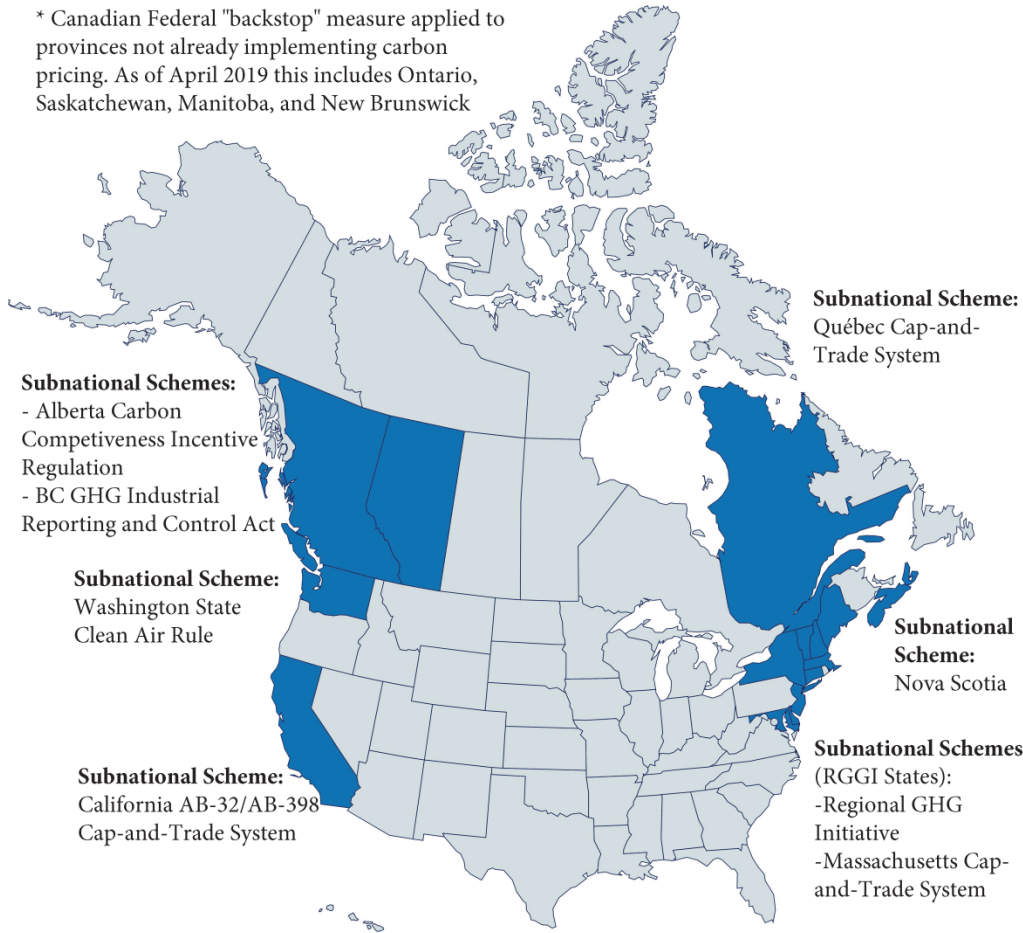 * Canadian Federal "backstop" measure applied to
provinces not already implementing carbon
pricing. As of April 2019 this includes Ontario,
Saskatchewan, Manitoba, and New Brunswick
Subnational Scheme:
Québec Cap-and-
Trade System
Subnational Schemes:
- Alberta Carbon
Competiveness Incentive
Regulation
- BC GHG Industrial
Reporting and Control Act
Subnational Scheme:
Washington State
Clean Air Rule
Subnational
Scheme:
Nova Scotia
Subnational Scheme:
California AB-32/AB-398
Cap-and-Trade System
Subnational Schemes
(RGGI States):
-Regional GHG
Initiative
-Massachusetts Cap-
and-Trade System